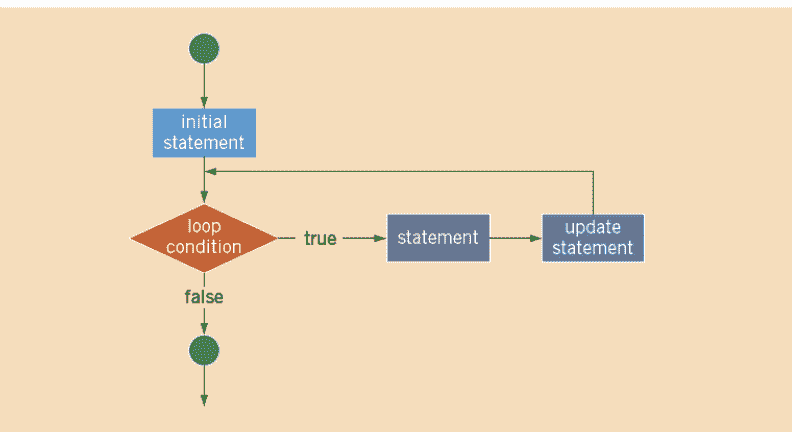 initial
statement
loop
condition
true
statement
update
statement
false